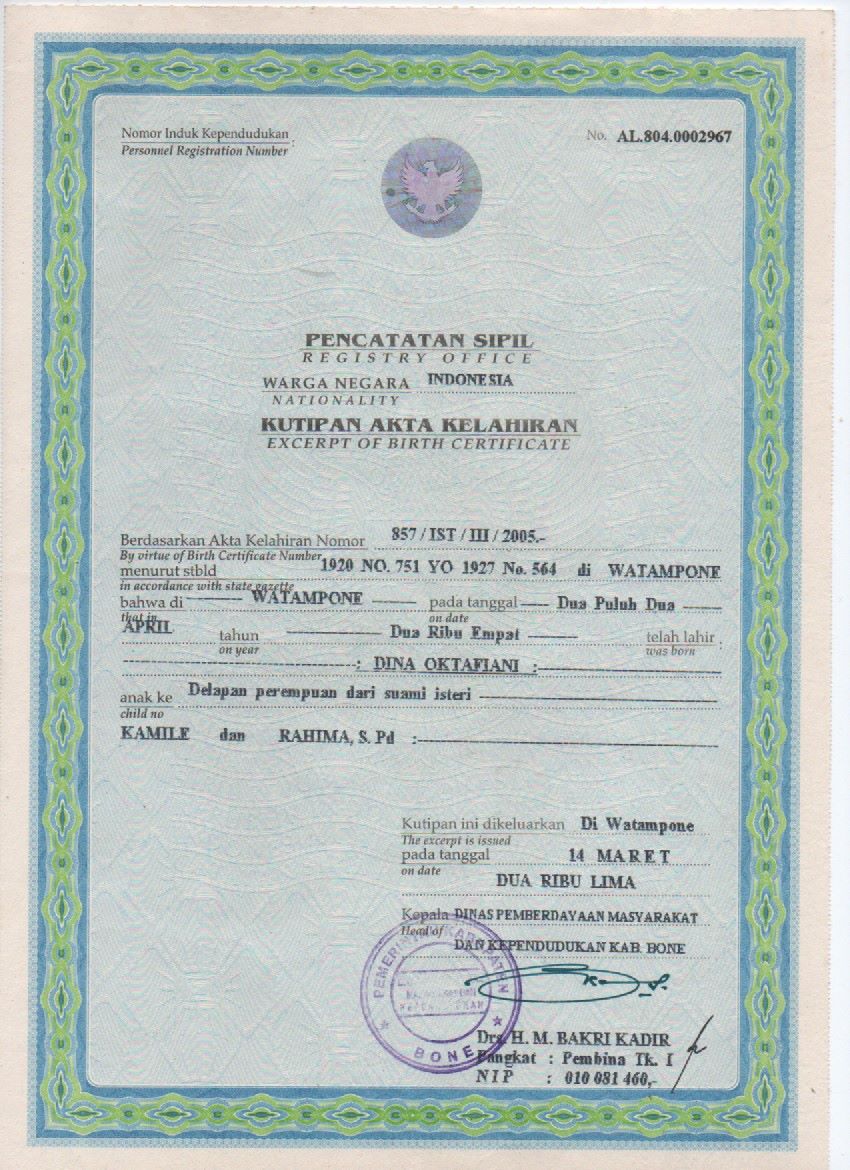 Nomor Induk Kependudukan :
Personnel Registration Number
No. AL.804.0002967
PENCATATAN SIPIL
REGISTRY OFFICE
WARGA NEGARA INDONESIA
NATIONALITY
KUTIPAN AKTA KELAHIRAN
EXCERPT OF BIRTH CERTIFICATE
Berdasarkan Akta Kelahiran Nomor 857 / IST / III / 2005.-
By virtue of Birth Certificate Number
menurut stbld 1920 NO. 751 YO 1927 No. 564 di WATAMPONE
in accordance with state gazette
bahwa di WATAMPONE pada tanggal Dua Puluh Dua
that in on date
APRIL tahun Dua Ribu Empat telah lahir :
on year was born
: DINA OKTAFIANI :
anak ke Delapan perempuan dari suami isteri
child no
KAMILE dan RAHIMA, S. Pd :
Kutipan ini dikeluarkan Di Watampone
The excerpt is issued
pada tanggal 14 MARET
on date
DUA RIBU LIMA
Kepala DINAS PEMBERDAYAAN MASYARAKAT
Head of
DAN KEPENDUDUKAN KAB. BONE
PEMERINTAH KABUPATEN
BONE
Drs. H. M. BAKRI KADIR
Pangkat : Pembina Tk. I
NIP : 010 081 460,-